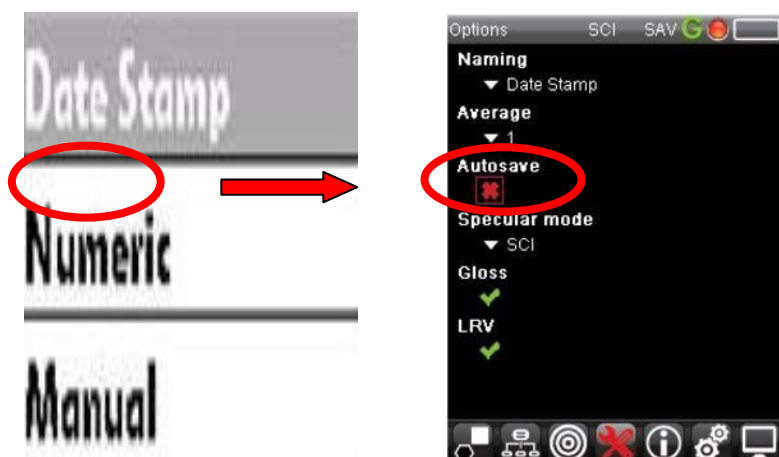 Date Stamp
Numeric
Manual
Options SCI SAV G
Naming
Date Stamp
Average
1
Autosave
Specular mode
SCI
Gloss
LRV